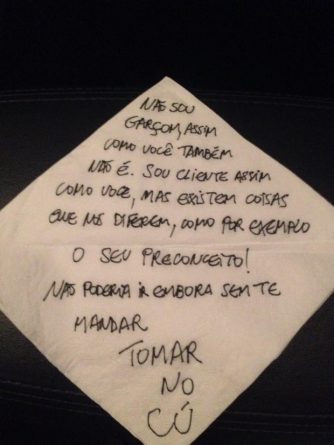 NÃO SOU
GARÇOM, ASSIM
COMO VOCÊ TAMBÉM
NÃO É. SOU CLIENTE ASSIM
COMO VOCÊ, MAS EXISTEM COISAS
QUE NOS DIFEREM, COMO POR EXEMPLO
O SEU PRECONCEITO!
NÃO PODERIA IR EMBORA SEM TE
MANDAR
TOMAR
NO
CÚ